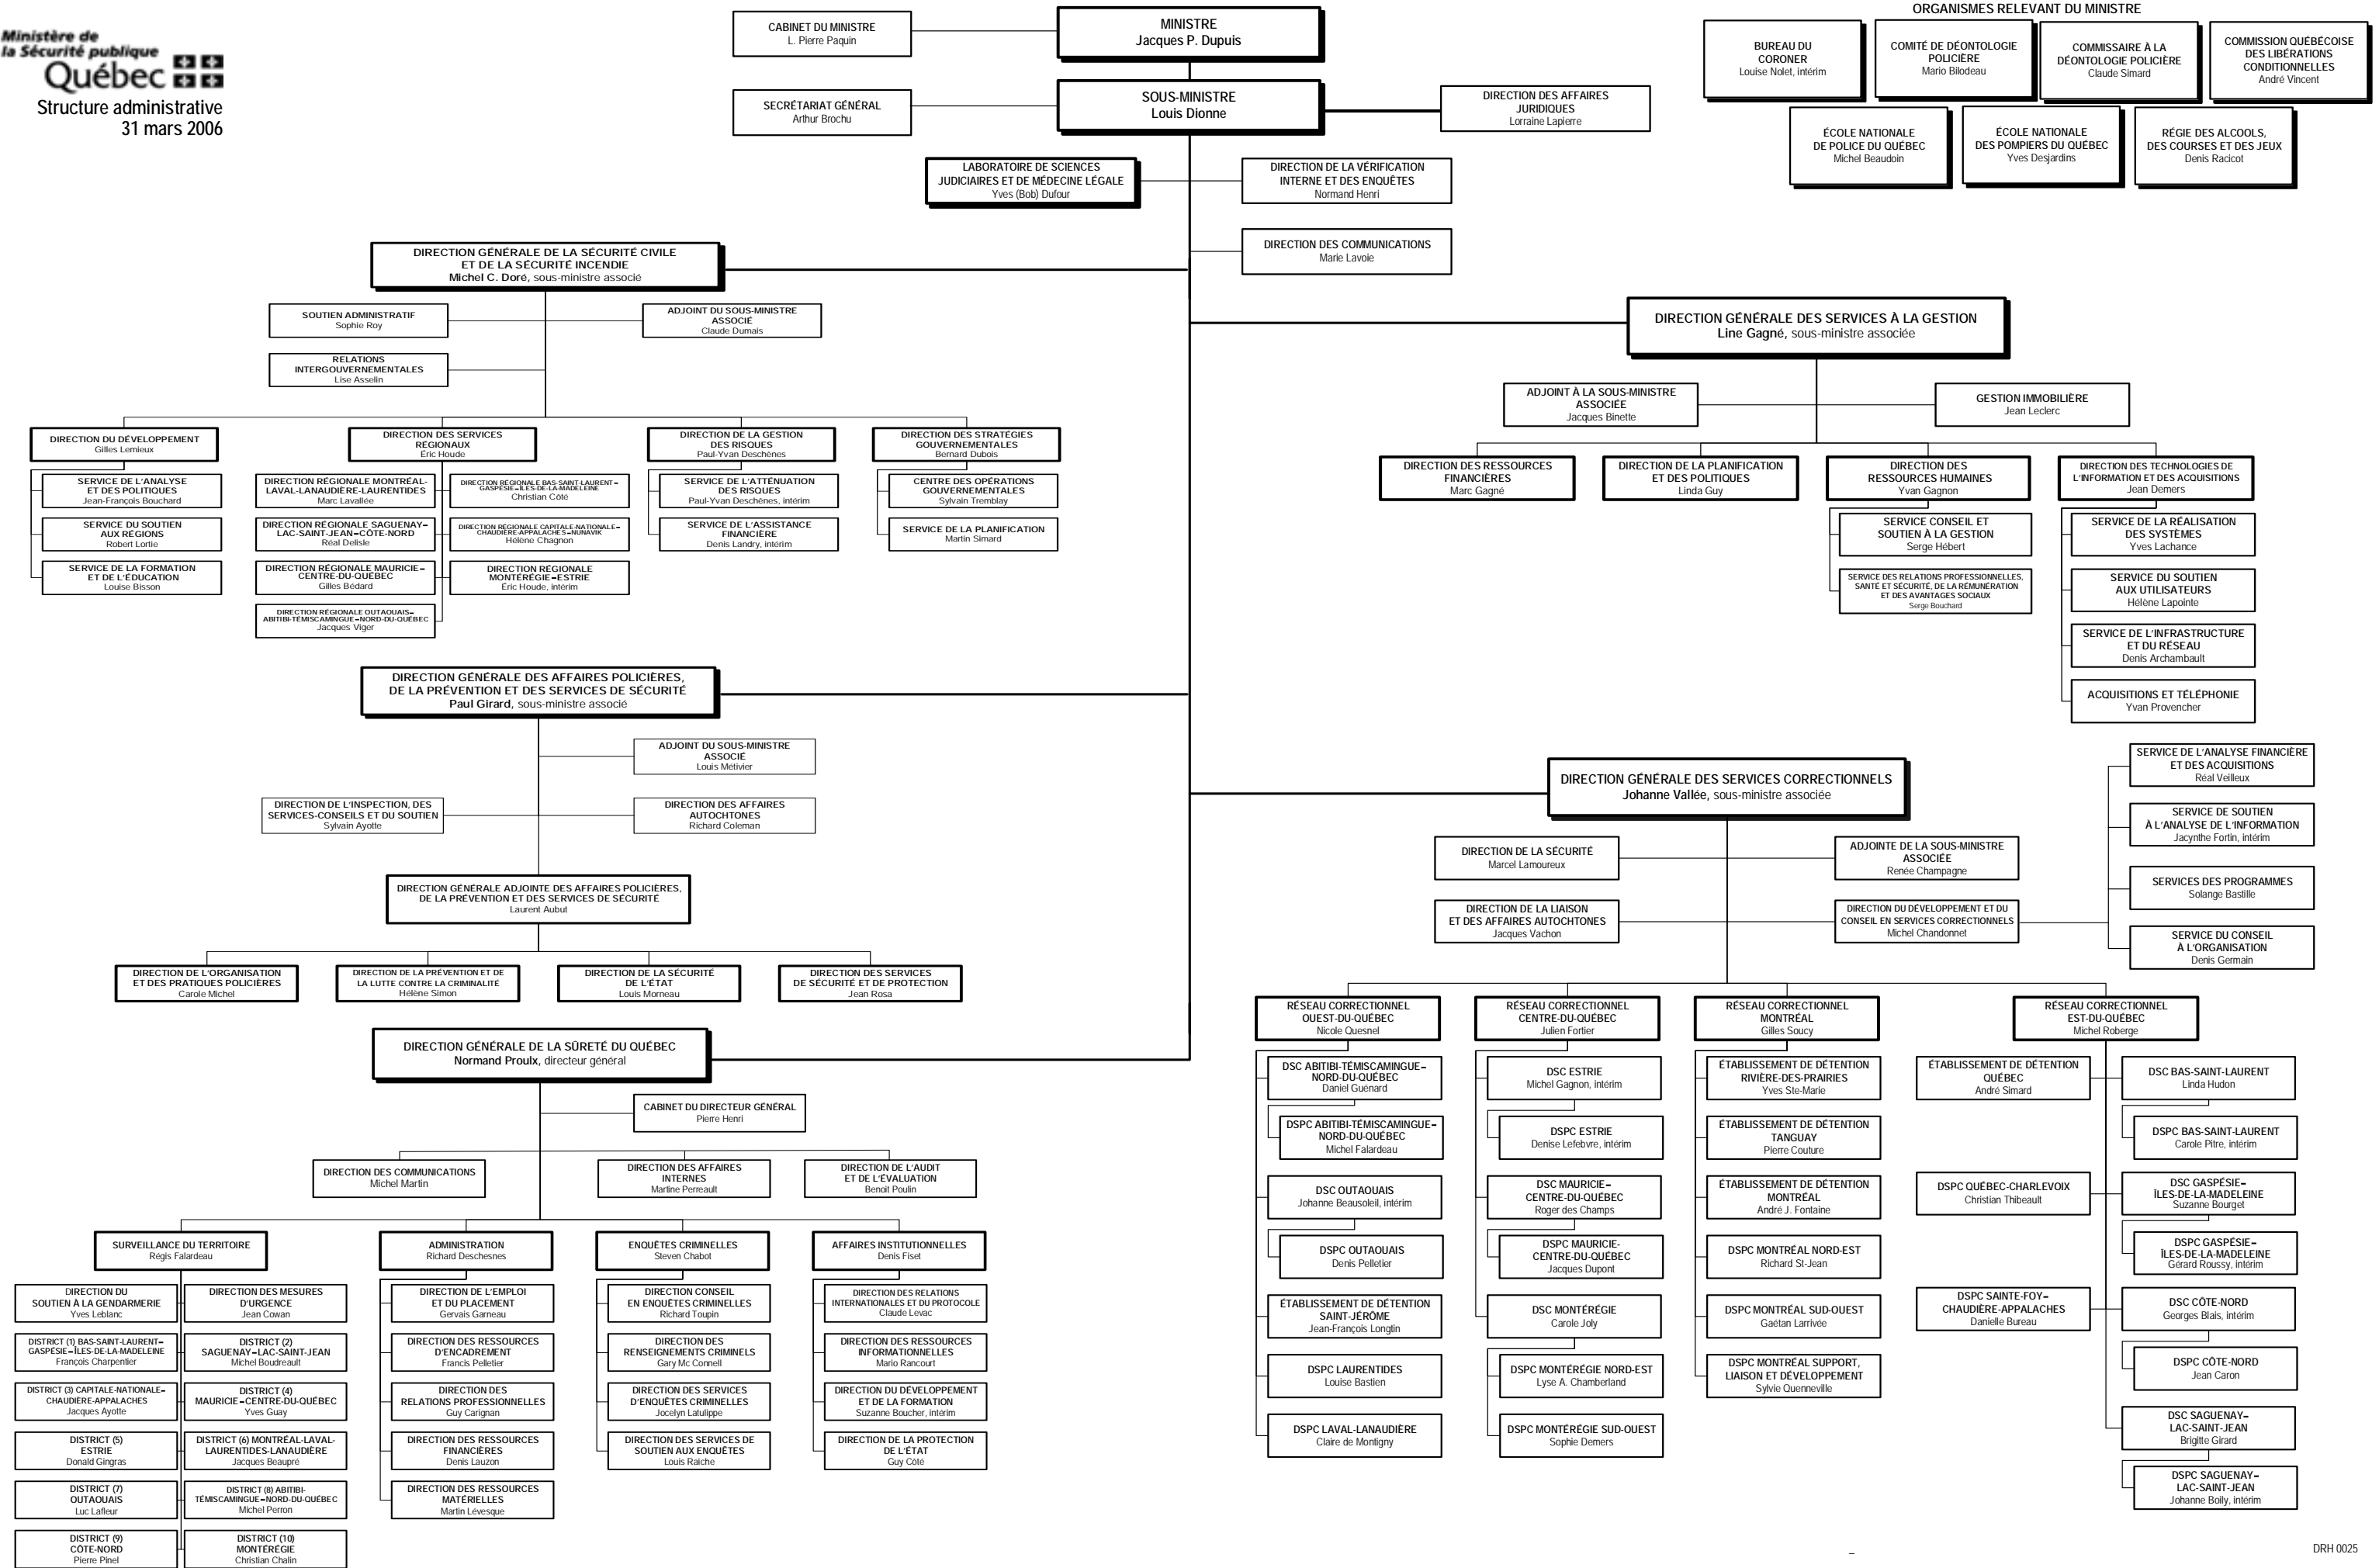 Ministère de
la Sécurité publique
Québec
Structure administrative
31 mars 2006
CABINET DU MINISTRE
L. Pierre Paquin
MINISTRE
Jacques P. Dupuis
SECRÉTARIAT GÉNÉRAL
Arthur Brochu
SOUS-MINISTRE
Louis Dionne
DIRECTION DES AFFAIRES
JURIDIQUES
Lorraine Lapierre
LABORATOIRE DE SCIENCES
JUDICIAIRES ET DE MÉDECINE LÉGALE
Yves (Bob) Dufour
DIRECTION DE LA VÉRIFICATION
INTERNE ET DES ENQUÊTES
Normand Henri
DIRECTION DES COMMUNICATIONS
Marie Lavoie
ORGANISMES RELEVANT DU MINISTRE
BUREAU DU
CORONER
Louise Nolet, intérim
COMITÉ DE DÉONTOLOGIE
POLICIÈRE
Mario Bilodeau
COMMISSAIRE À LA
DÉONTOLOGIE POLICIÈRE
Claude Simard
COMMISSION QUÉBÉCOISE
DES LIBÉRATIONS
CONDITIONNELLES
André Vincent
ÉCOLE NATIONALE
DE POLICE DU QUÉBEC
Michel Beaudoin
ÉCOLE NATIONALE
DES POMPIERS DU QUÉBEC
Yves Desjardins
RÉGIE DES ALCOOLS,
DES COURSES ET DES JEUX
Denis Racicot
DIRECTION GÉNÉRALE DE LA SÉCURITÉ CIVILE
ET DE LA SÉCURITÉ INCENDIE
Michel C. Doré, sous-ministre associé
SOUTIEN ADMINISTRATIF
Sophie Roy
ADJOINT DU SOUS-MINISTRE
ASSOCIÉ
Claude Dumais
RELATIONS
INTERGOUVERNEMENTALES
Lise Asselin
DIRECTION DU DÉVELOPPEMENT
Gilles Lemieux
SERVICE DE L'ANALYSE
ET DES POLITIQUES
Jean-François Bouchard
SERVICE DU SOUTIEN
AUX RÉGIONS
Robert Lortie
SERVICE DE LA FORMATION
ET DE L'ÉDUCATION
Louise Bisson
DIRECTION DES SERVICES
RÉGIONAUX
Éric Houde
DIRECTION RÉGIONALE MONTRÉAL-
LAVAL-LANAUDIÈRE-LAURENTIDES
Marc Lavallée
DIRECTION RÉGIONALE BAS-SAINT-LAURENT–
GASPÉSIE–ÎLES-DE-LA-MADELEINE
Christian Côté
DIRECTION RÉGIONALE SAGUENAY–
LAC-SAINT-JEAN–CÔTE-NORD
Réal Delisle
DIRECTION RÉGIONALE CAPITALE-NATIONALE–
CHAUDIÈRE-APPALACHES–NUNAVIK
Hélène Chagnon
DIRECTION RÉGIONALE MAURICIE–
CENTRE-DU-QUÉBEC
Gilles Bédard
DIRECTION RÉGIONALE
MONTÉRÉGIE–ESTRIE
Éric Houde, intérim
DIRECTION RÉGIONALE OUTAOUAIS–
ABITIBI-TÉMISCAMINGUE–NORD-DU-QUÉBEC
Jacques Viger
DIRECTION DE LA GESTION
DES RISQUES
Paul-Yvan Deschênes
SERVICE DE L'ATTÉNUATION
DES RISQUES
Paul-Yvan Deschênes, intérim
SERVICE DE L'ASSISTANCE
FINANCIÈRE
Denis Landry, intérim
DIRECTION DES STRATÉGIES
GOUVERNEMENTALES
Bernard Dubois
CENTRE DES OPÉRATIONS
GOUVERNEMENTALES
Sylvain Tremblay
SERVICE DE LA PLANIFICATION
Martin Simard
DIRECTION GÉNÉRALE DES SERVICES À LA GESTION
Line Gagné, sous-ministre associée
ADJOINT À LA SOUS-MINISTRE
ASSOCIÉE
Jacques Binette
GESTION IMMOBILIÈRE
Jean Leclerc
DIRECTION DES RESSOURCES
FINANCIÈRES
Marc Gagné
DIRECTION DE LA PLANIFICATION
ET DES POLITIQUES
Linda Guy
DIRECTION DES
RESSOURCES HUMAINES
Yvan Gagnon
SERVICE CONSEIL ET
SOUTIEN À LA GESTION
Serge Hébert
SERVICE DES RELATIONS PROFESSIONNELLES,
SANTÉ ET SÉCURITÉ, DE LA RÉMUNÉRATION
ET DES AVANTAGES SOCIAUX
Serge Bouchard
DIRECTION DES TECHNOLOGIES DE
L'INFORMATION ET DES ACQUISITIONS
Jean Demers
SERVICE DE LA RÉALISATION
DES SYSTÈMES
Yves Lachance
SERVICE DU SOUTIEN
AUX UTILISATEURS
Hélène Lapointe
SERVICE DE L'INFRASTRUCTURE
ET DU RÉSEAU
Denis Archambault
ACQUISITIONS ET TÉLÉPHONIE
Yvan Provencher
DIRECTION GÉNÉRALE DES AFFAIRES POLICIÈRES,
DE LA PRÉVENTION ET DES SERVICES DE SÉCURITÉ
Paul Girard, sous-ministre associé
ADJOINT DU SOUS-MINISTRE
ASSOCIÉ
Louis Métivier
DIRECTION DE L'INSPECTION, DES
SERVICES-CONSEILS ET DU SOUTIEN
Sylvain Ayotte
DIRECTION DES AFFAIRES
AUTOCHTONES
Richard Coleman
DIRECTION GÉNÉRALE ADJOINTE DES AFFAIRES POLICIÈRES,
DE LA PRÉVENTION ET DES SERVICES DE SÉCURITÉ
Laurent Aubut
DIRECTION DE L'ORGANISATION
ET DES PRATIQUES POLICIÈRES
Carole Michel
DIRECTION DE LA PRÉVENTION ET DE
LA LUTTE CONTRE LA CRIMINALITÉ
Hélène Simon
DIRECTION DE LA SÉCURITÉ
DE L'ÉTAT
Louis Morneau
DIRECTION DES SERVICES
DE SÉCURITÉ ET DE PROTECTION
Jean Rosa
DIRECTION GÉNÉRALE DES SERVICES CORRECTIONNELS
Johanne Vallée, sous-ministre associée
DIRECTION DE LA SÉCURITÉ
Marcel Lamoureux
ADJOINTE DE LA SOUS-MINISTRE
ASSOCIÉE
Renée Champagne
DIRECTION DE LA LIAISON
ET DES AFFAIRES AUTOCHTONES
Jacques Vachon
DIRECTION DU DÉVELOPPEMENT ET DU
CONSEIL EN SERVICES CORRECTIONNELS
Michel Chandonnet
SERVICE DE L'ANALYSE FINANCIÈRE
ET DES ACQUISITIONS
Réal Veilleux
SERVICE DE SOUTIEN
À L'ANALYSE DE L'INFORMATION
Jacynthe Fortin, intérim
SERVICES DES PROGRAMMES
Solange Bastille
SERVICE DU CONSEIL
À L'ORGANISATION
Denis Germain
RÉSEAU CORRECTIONNEL
OUEST-DU-QUÉBEC
Nicole Quesnel
DSC ABITIBI-TÉMISCAMINGUE–
NORD-DU-QUÉBEC
Daniel Guénard
DSPC ABITIBI-TÉMISCAMINGUE–
NORD-DU-QUÉBEC
Michel Falardeau
DSC OUTAOUAIS
Johanne Beausoleil, intérim
DSPC OUTAOUAIS
Denis Pelletier
ÉTABLISSEMENT DE DÉTENTION
SAINT-JÉRÔME
Jean-François Longtin
DSPC LAURENTIDES
Louise Bastien
DSPC LAVAL-LANAUDIÈRE
Claire de Montigny
RÉSEAU CORRECTIONNEL
CENTRE-DU-QUÉBEC
Julien Fortier
DSC ESTRIE
Michel Gagnon, intérim
DSPC ESTRIE
Denise Lefebvre, intérim
DSC MAURICIE–
CENTRE-DU-QUÉBEC
Roger des Champs
DSPC MAURICIE-
CENTRE-DU-QUÉBEC
Jacques Dupont
DSC MONTÉRÉGIE
Carole Joly
DSPC MONTÉRÉGIE NORD-EST
Lyse A. Chamberland
DSPC MONTÉRÉGIE SUD-OUEST
Sophie Demers
RÉSEAU CORRECTIONNEL
MONTRÉAL
Gilles Soucy
ÉTABLISSEMENT DE DÉTENTION
RIVIÈRE-DES-PRAIRIES
Yves Ste-Marie
ÉTABLISSEMENT DE DÉTENTION
TANGUAY
Pierre Couture
ÉTABLISSEMENT DE DÉTENTION
MONTRÉAL
André J. Fontaine
DSPC MONTRÉAL NORD-EST
Richard St-Jean
DSPC MONTRÉAL SUD-OUEST
Gaétan Larrivée
DSPC MONTRÉAL SUPPORT,
LIAISON ET DÉVELOPPEMENT
Sylvie Quenneville
RÉSEAU CORRECTIONNEL
EST-DU-QUÉBEC
Michel Roberge
ÉTABLISSEMENT DE DÉTENTION
QUÉBEC
André Simard
DSC BAS-SAINT-LAURENT
Linda Hudon
DSPC BAS-SAINT-LAURENT
Carole Pitre, intérim
DSPC QUÉBEC-CHARLEVOIX
Christian Thibeault
DSC GASPÉSIE–
ÎLES-DE-LA-MADELEINE
Suzanne Bourget
DSPC GASPÉSIE–
ÎLES-DE-LA-MADELEINE
Gérard Roussy, intérim
DSPC SAINTE-FOY–
CHAUDIÈRE-APPALACHES
Danielle Bureau
DSC CÔTE-NORD
Georges Blais, intérim
DSPC CÔTE-NORD
Jean Caron
DSC SAGUENAY–
LAC-SAINT-JEAN
Brigitte Girard
DSPC SAGUENAY–
LAC-SAINT-JEAN
Johanne Boily, intérim
DIRECTION GÉNÉRALE DE LA SÛRETÉ DU QUÉBEC
Normand Proulx, directeur général
CABINET DU DIRECTEUR GÉNÉRAL
Pierre Henri
DIRECTION DES COMMUNICATIONS
Michel Martin
DIRECTION DES AFFAIRES
INTERNES
Martine Perreault
DIRECTION DE L'AUDIT
ET DE L'ÉVALUATION
Benoit Poulin
SURVEILLANCE DU TERRITOIRE
Régis Falardeau
DIRECTION DU
SOUTIEN À LA GENDARMERIE
Yves Leblanc
DIRECTION DES MESURES
D'URGENCE
Jean Cowan
DISTRICT (1) BAS-SAINT-LAURENT–
GASPÉSIE–ÎLES-DE-LA-MADELEINE
François Charpentier
DISTRICT (2)
SAGUENAY–LAC-SAINT-JEAN
Michel Boudreault
DISTRICT (3) CAPITALE-NATIONALE–
CHAUDIÈRE-APPALACHES
Jacques Ayotte
DISTRICT (4)
MAURICIE–CENTRE-DU-QUÉBEC
Yves Guay
DISTRICT (5)
ESTRIE
Donald Gingras
DISTRICT (6) MONTRÉAL-LAVAL-
LAURENTIDES-LANAUDIÈRE
Jacques Beaupré
DISTRICT (7)
OUTAOUAIS
Luc Lafleur
DISTRICT (8) ABITIBI-
TÉMISCAMINGUE–NORD-DU-QUÉBEC
Michel Perron
DISTRICT (9)
CÔTE-NORD
Pierre Pinel
DISTRICT (10)
MONTÉRÉGIE
Christian Chalin
ADMINISTRATION
Richard Deschesnes
DIRECTION DE L'EMPLOI
ET DU PLACEMENT
Gervais Garneau
DIRECTION DES RESSOURCES
D'ENCADREMENT
Francis Pelletier
DIRECTION DES
RELATIONS PROFESSIONNELLES
Guy Carignan
DIRECTION DES RESSOURCES
FINANCIÈRES
Denis Lauzon
DIRECTION DES RESSOURCES
MATÉRIELLES
Martin Lévesque
ENQUÊTES CRIMINELLES
Steven Chabot
DIRECTION CONSEIL
EN ENQUÊTES CRIMINELLES
Richard Toupin
DIRECTION DES
RENSEIGNEMENTS CRIMINELS
Gary Mc Connell
DIRECTION DES SERVICES
D'ENQUÊTES CRIMINELLES
Jocelyn Latulippe
DIRECTION DES SERVICES DE
SOUTIEN AUX ENQUÊTES
Louis Raiche
AFFAIRES INSTITUTIONNELLES
Denis Fiset
DIRECTION DES RELATIONS
INTERNATIONALES ET DU PROTOCOLE
Claude Levac
DIRECTION DES RESSOURCES
INFORMATIONNELLES
Mario Rancourt
DIRECTION DU DÉVELOPPEMENT
ET DE LA FORMATION
Suzanne Boucher, intérim
DIRECTION DE LA PROTECTION
DE L'ÉTAT
Guy Côté
DRH 0025